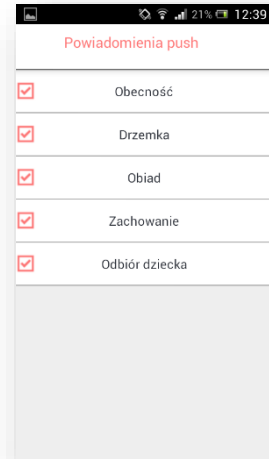 21% 12:39
Powiadomienia push
Obecność
Drzemka
Obiad
Zachowanie
Odbiór dziecka